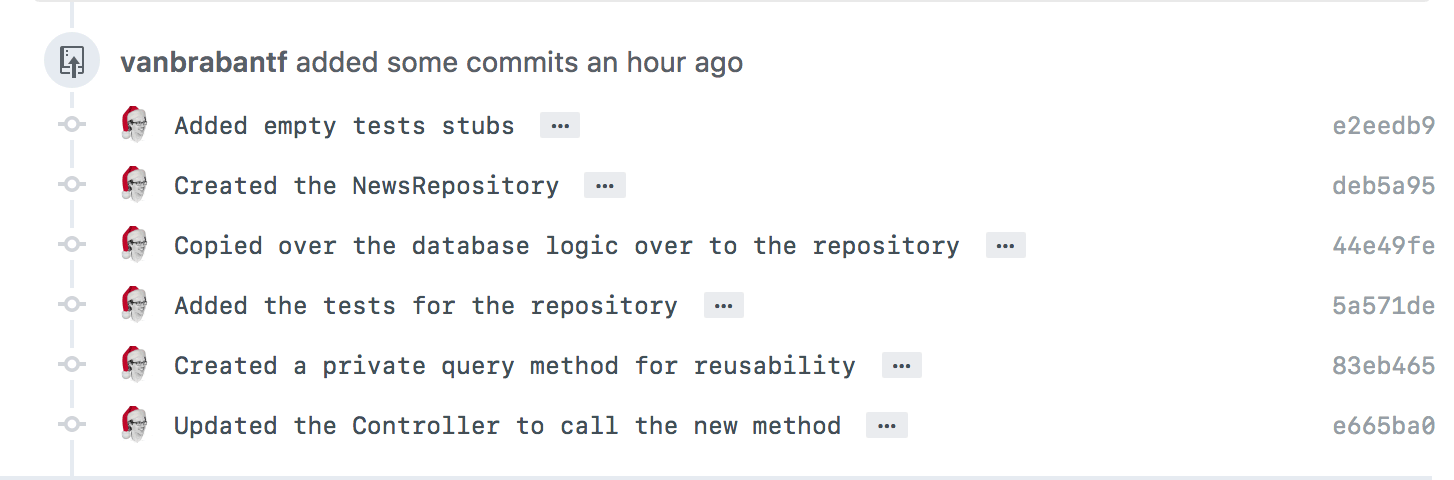 vanbrabantf added some commits an hour ago
Added empty tests stubs ... e2eedb9
Created the NewsRepository ... deb5a95
Copied over the database logic over to the repository ... 44e49fe
Added the tests for the repository ... 5a571de
Created a private query method for reusability ... 83eb465
Updated the Controller to call the new method ... e665ba0